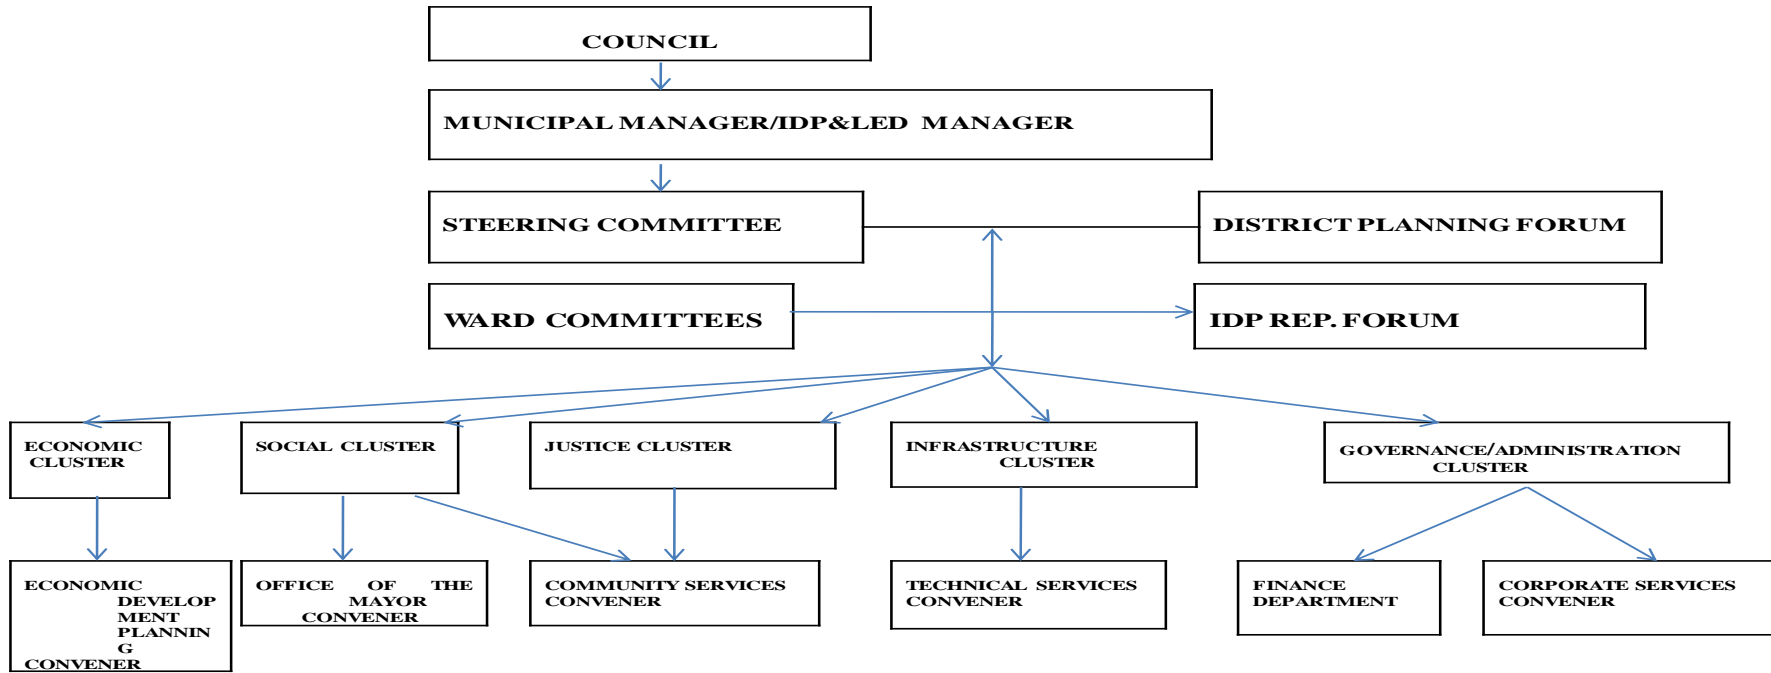 COUNCIL
MUNICIPAL MANAGER/IDP&LED MANAGER
STEERING COMMITTEE
DISTRICT PLANNING FORUM
WARD COMMITTEES
IDP REP. FORUM
ECONOMIC
CLUSTER
SOCIAL CLUSTER
JUSTICE CLUSTER
INFRASTRUCTURE
CLUSTER
GOVERNANCE/ADMINISTRATION
CLUSTER
ECONOMIC
DEVELOP
MENT
PLANNIN
G
CONVENER
OFFICE OF THE
MAYOR
CONVENER
COMMUNITY SERVICES
CONVENER
TECHNICAL SERVICES
CONVENER
FINANCE
DEPARTMENT
CORPORATE SERVICES
CONVENER